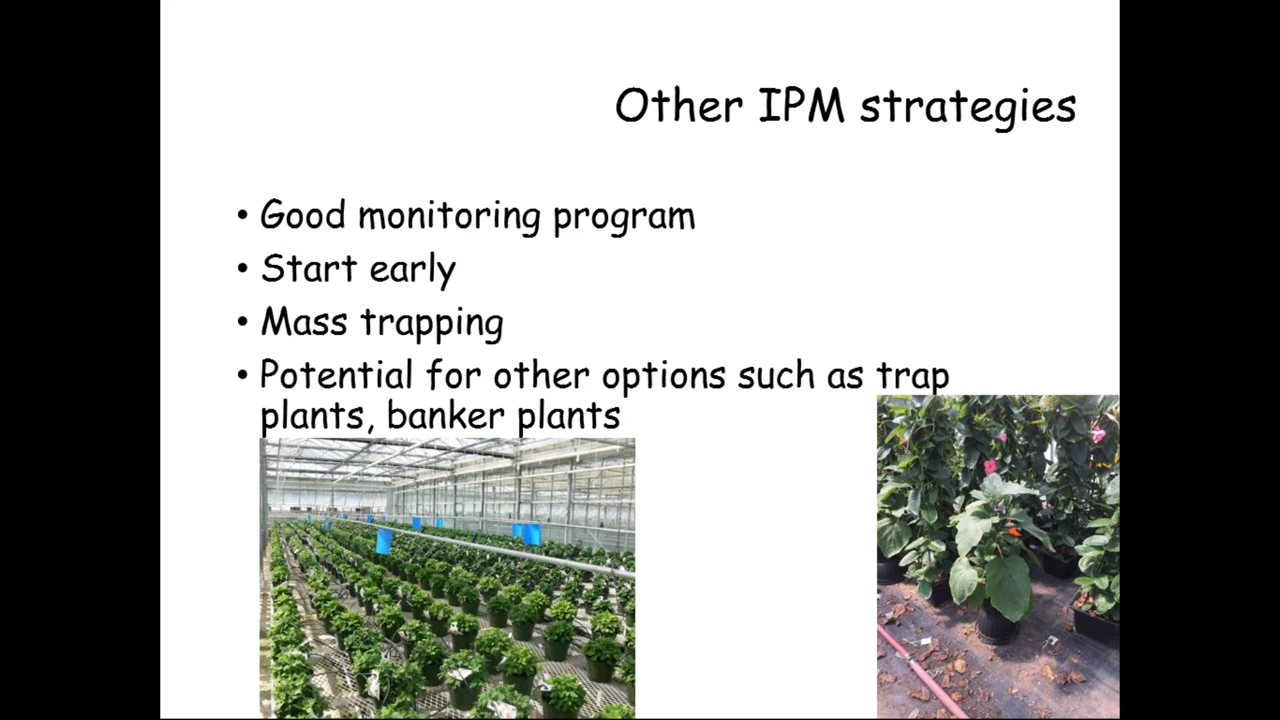 Other IPM strategies
• Good monitoring program
• Start early
• Mass trapping
• Potential for other options such as trap
plants, banker plants